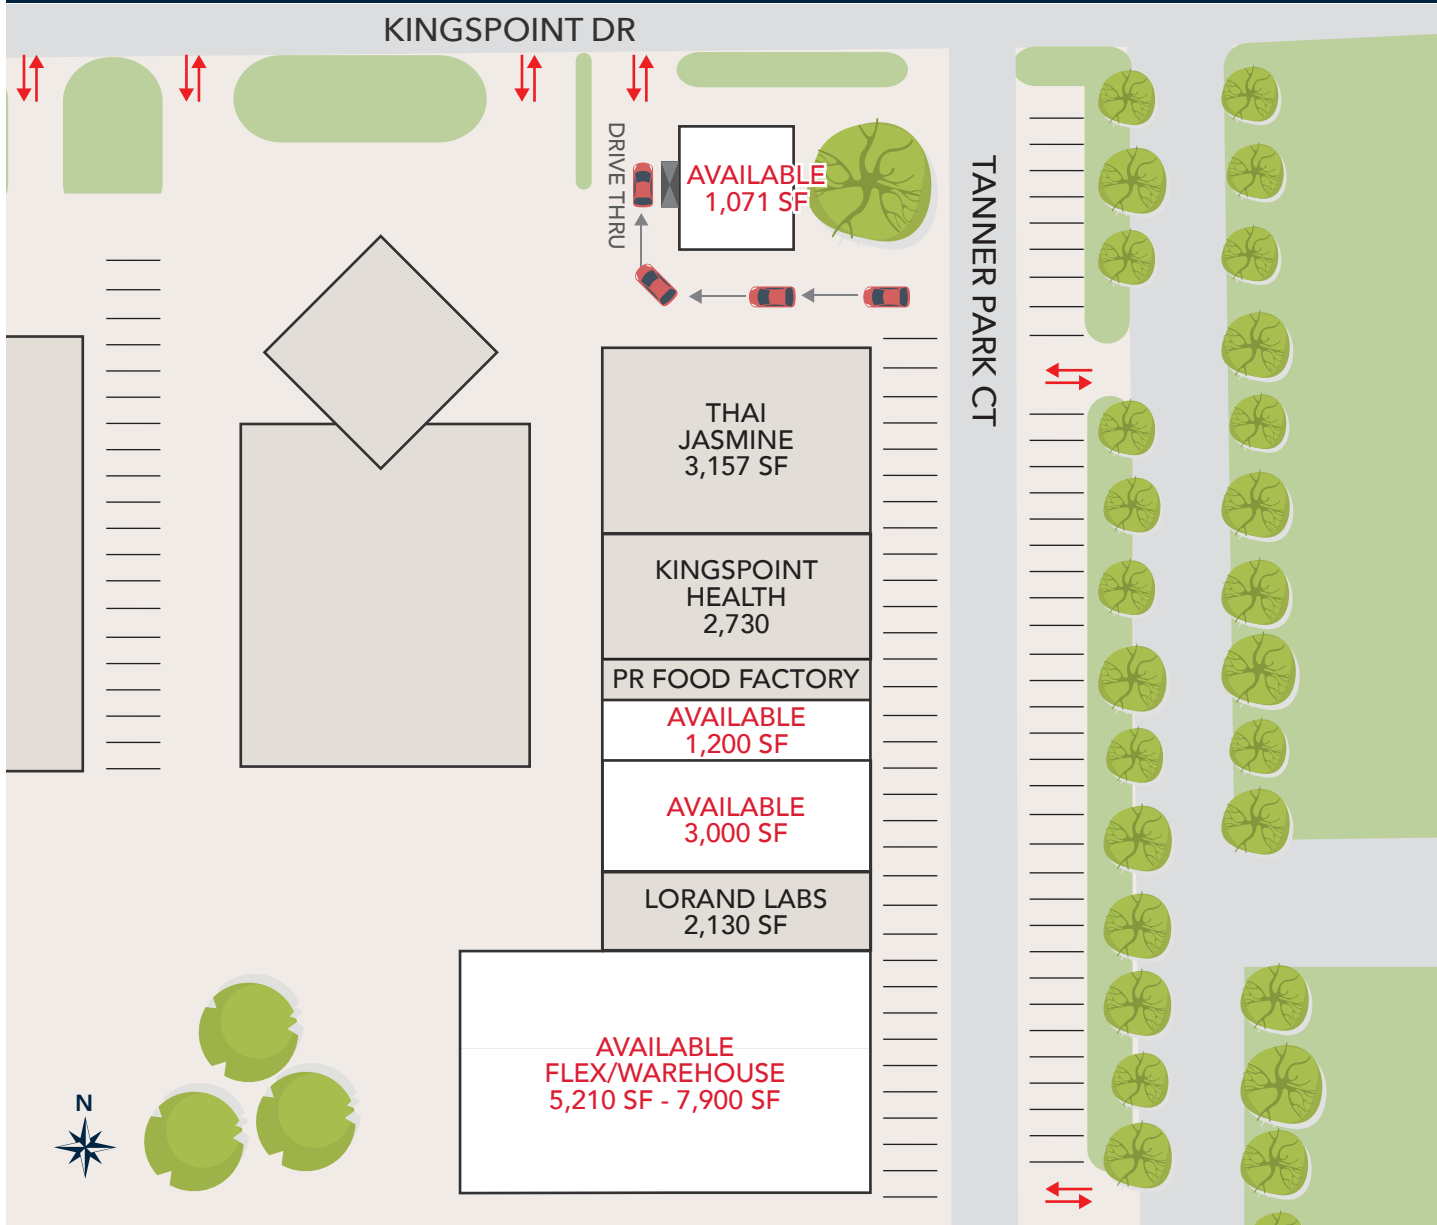 KINGSPOINT DR
DRIVE THRU
AVAILABLE
1,071 SF
TANNER PARK CT
THAI
JASMINE
3,157 SF
KINGSPOINT
HEALTH
2,730
PR FOOD FACTORY
AVAILABLE
1,200 SF
AVAILABLE
3,000 SF
LORAND LABS
2,130 SF
AVAILABLE
FLEX/WAREHOUSE
5,210 SF - 7,900 SF
N